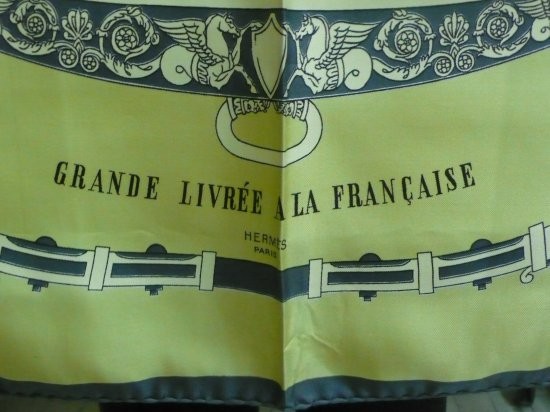 GRANDE LIVRÉE A LA FRANÇAISE
HERMÈS
PARIS